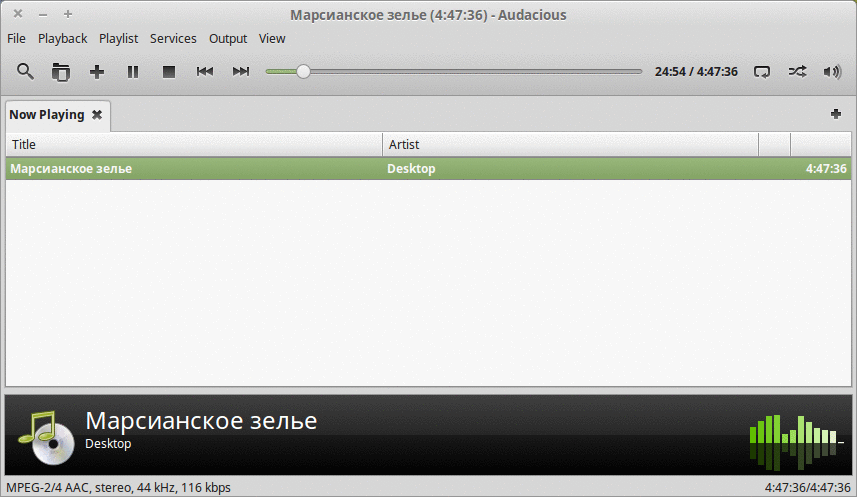 Марсианское зелье (4:47:36) - Audacious
File Playback Playlist Services Output View
24:54 / 4:47:36
Now Playing
Title Artist
Марсианское зелье Desktop 4:47:36
Марсианское зелье
Desktop
MPEG-2/4 AAC, stereo, 44 kHz, 116 kbps 4:47:36/4:47:36